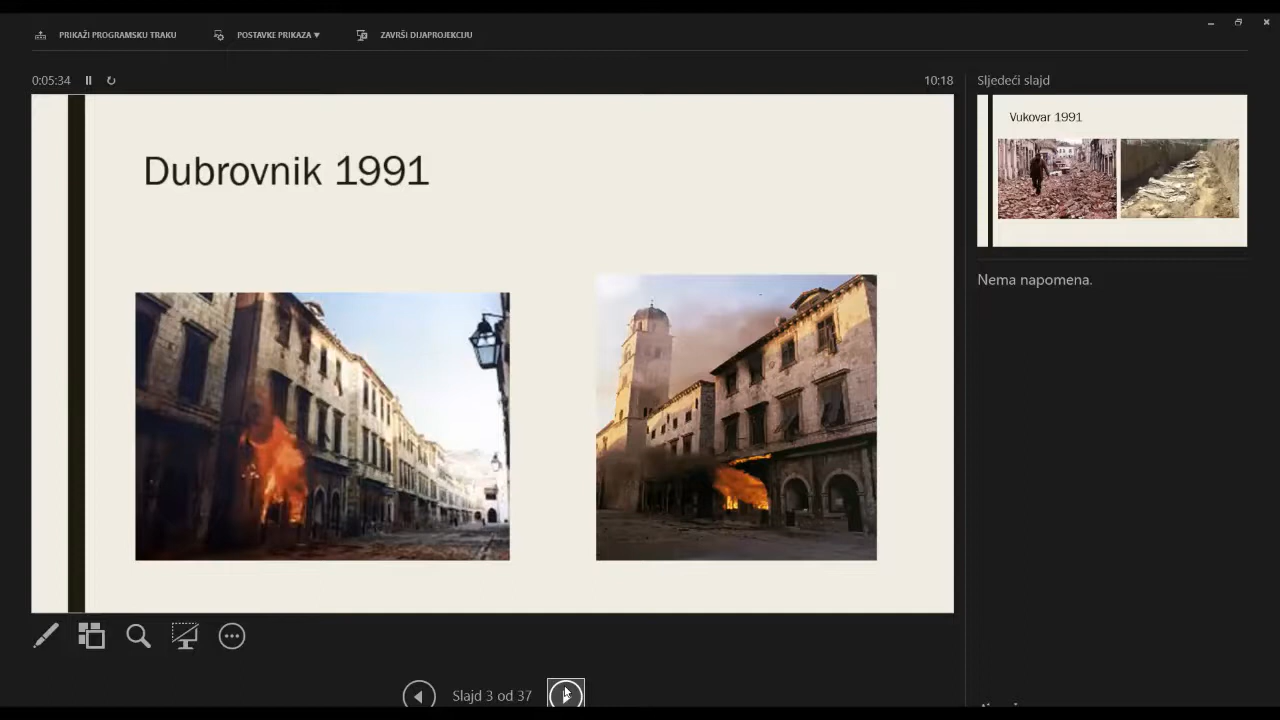 PRIKAŽI PROGRAMSKU TRAKU
POSTAVKE PRIKAZA ▼
ZAVRŠI DIJAPROJEKCIJU
0:05:34
10:18
Sljedeći slajd
Dubrovnik 1991
Vukovar 1991
Nema napomena.
Slajd 3 od 37